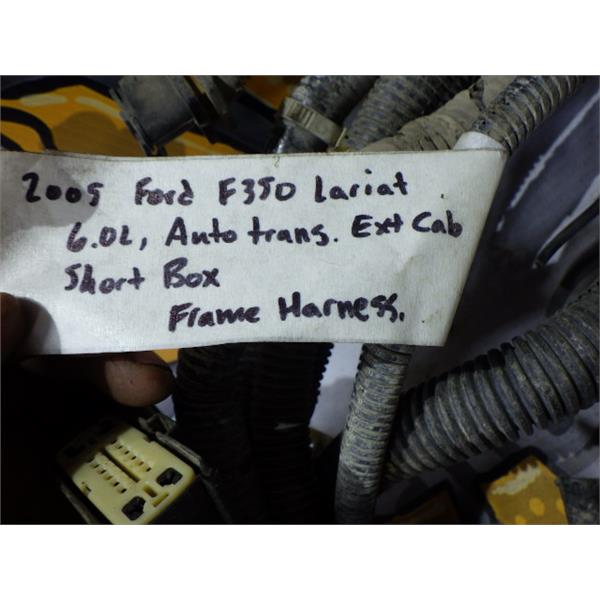 2005 Ford F350 Lariat
6.0L, Auto trans. Ext Cab
Short Box
Frame Harness.